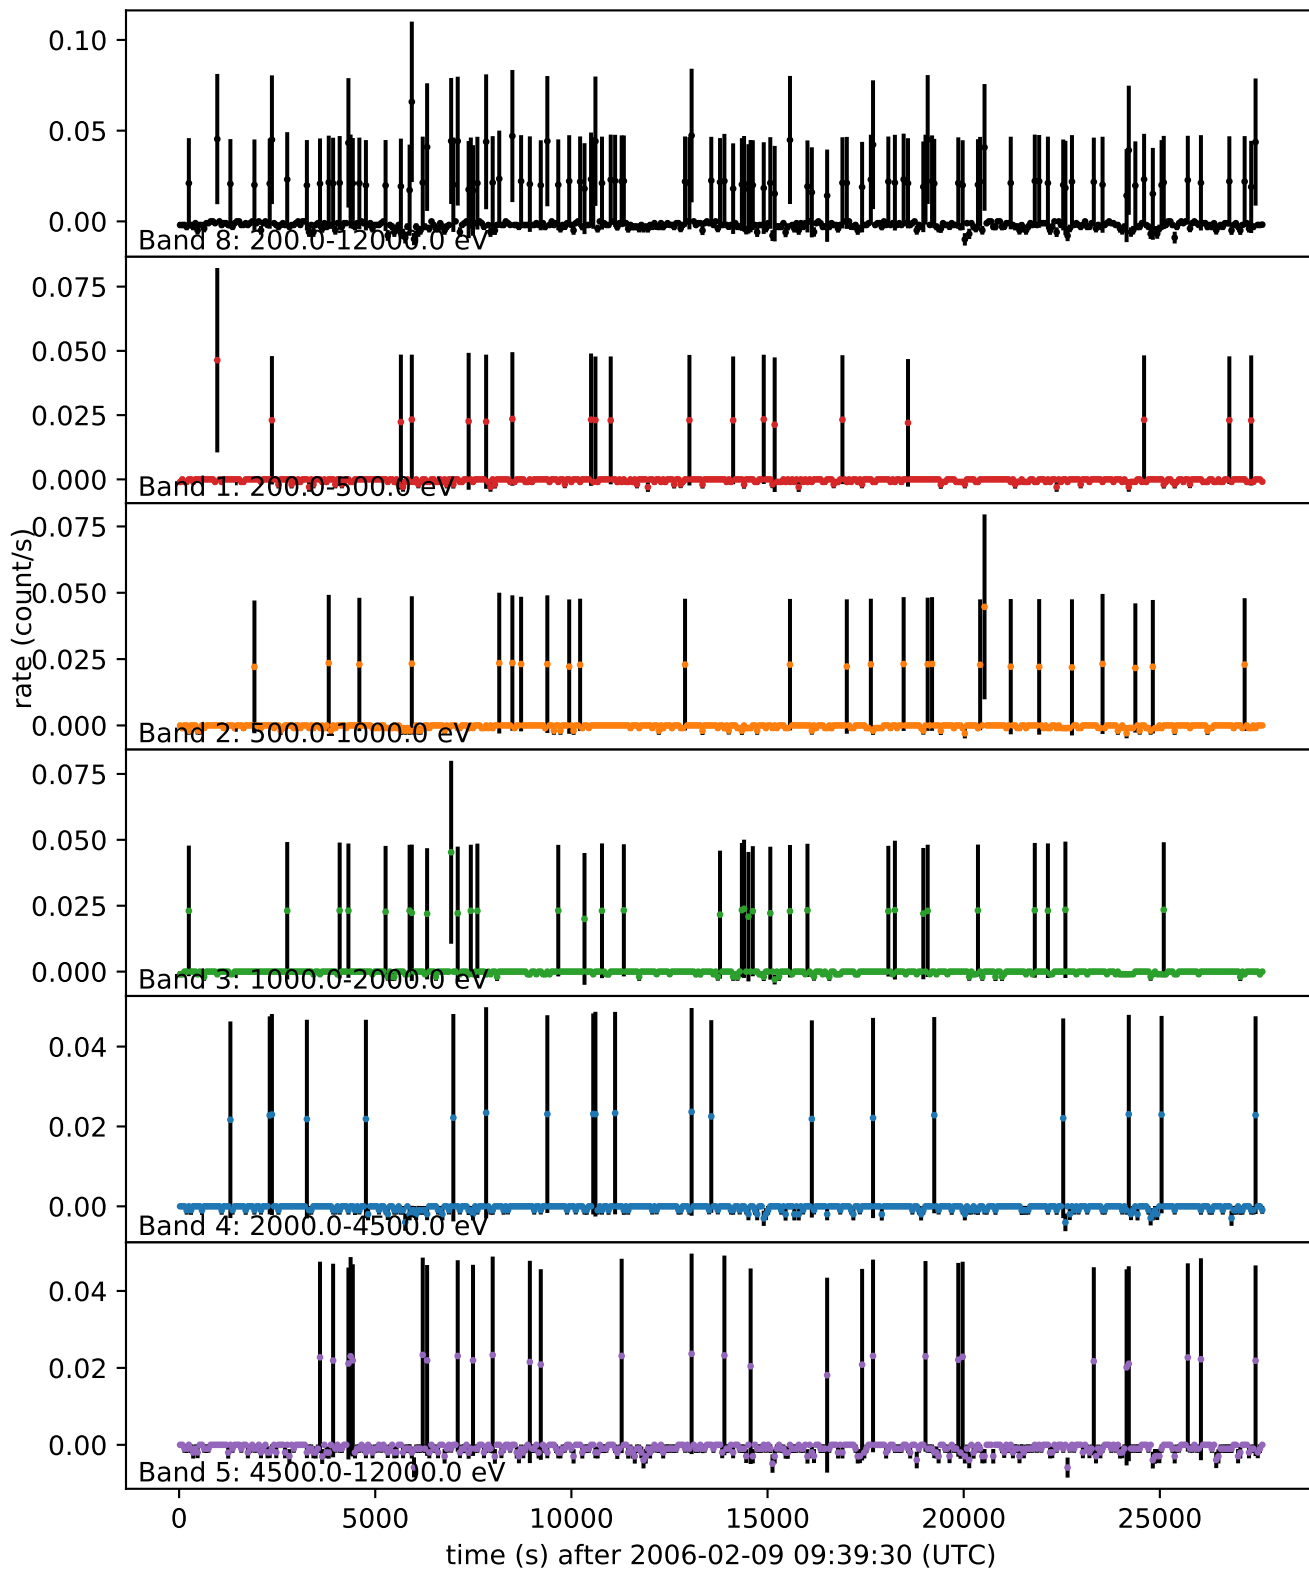 0.10
0.05
0.00
Band 8: 200.0-12000.0 eV
0.075
0.050
0.025
0.000
Band 1: 200.0-500.0 eV
rate (count/s)
0.075
0.050
0.025
0.000
Band 2: 500.0-1000.0 eV
0.075
0.050
0.025
0.000
Band 3: 1000.0-2000.0 eV
0.04
0.02
0.00
Band 4: 2000.0-4500.0 eV
0.04
0.02
0.00
Band 5: 4500.0-12000.0 eV
0 5000 10000 15000 20000 25000
time (s) after 2006-02-09 09:39:30 (UTC)